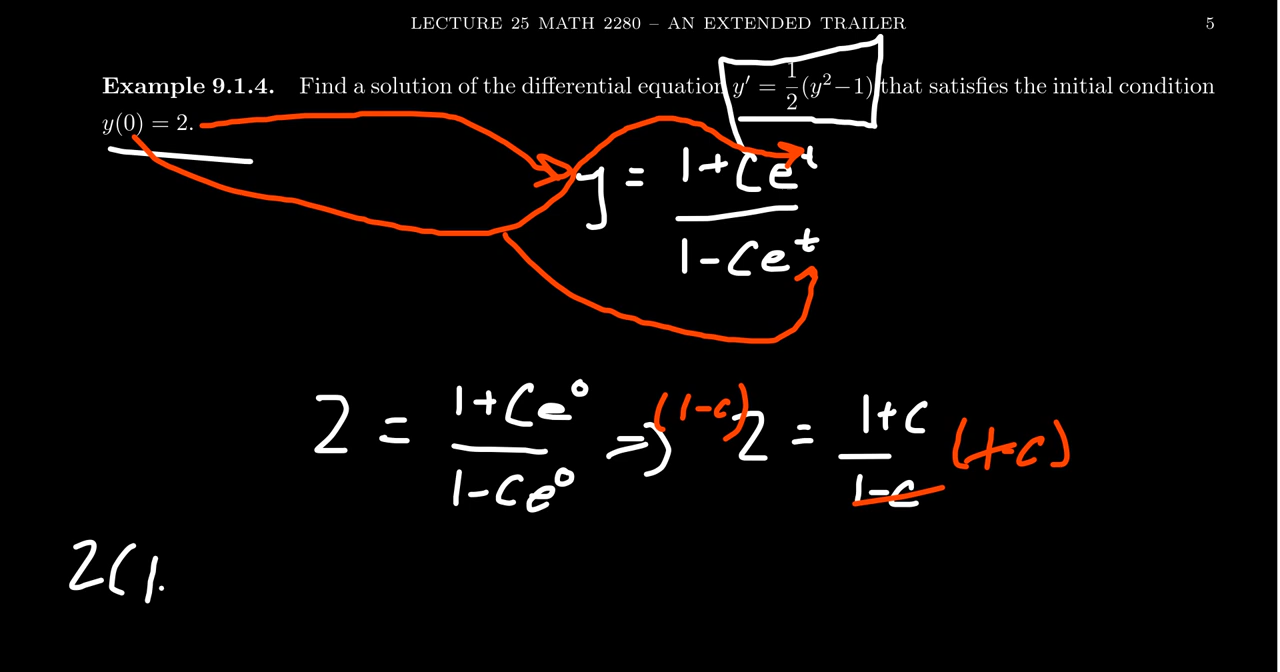 LECTURE 25 MATH 2280 – AN EXTENDED TRAILER 5
Example 9.1.4. Find a solution of the differential equation y′ = 1/2(y²−1) that satisfies the initial condition
y(0) = 2.
y = (1+Ce^t)/(1-Ce^t)
2 = (1+Ce^0)/(1-Ce^0) => (1-c) 2 = (1+c)/(1-c) (1-c)
2(1